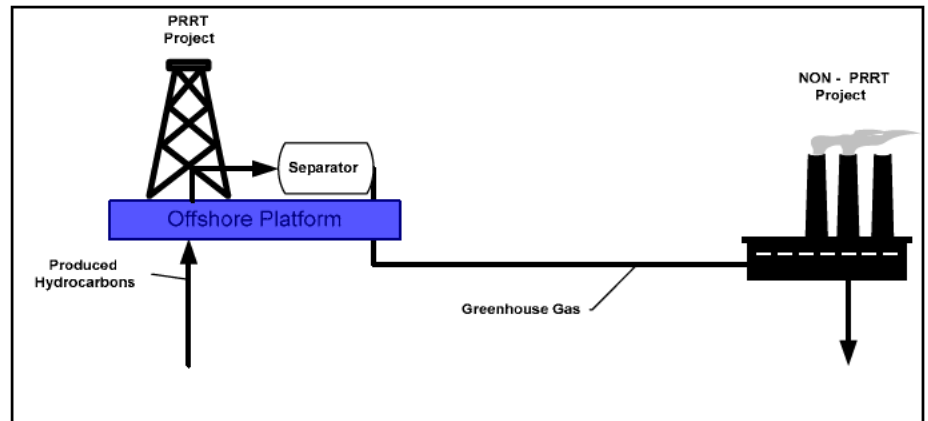 PRRT
Project
NON - PRRT
Project
Separator
Offshore Platform
Produced
Hydrocarbons
Greenhouse Gas